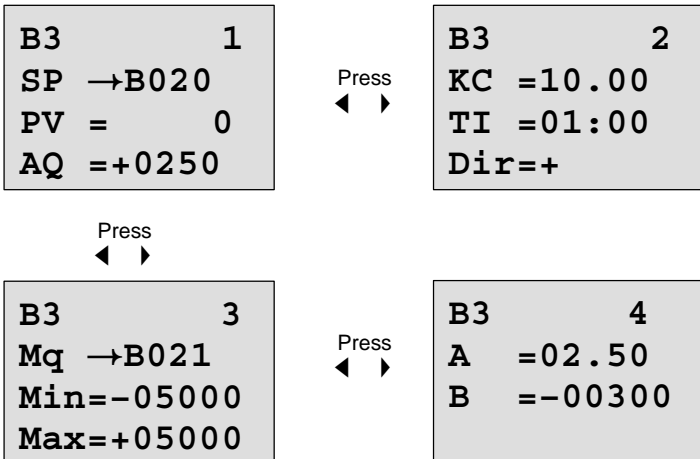 B3 1
SP →B020
PV = 0
AQ =+0250
Press
B3 2
KC =10.00
TI =01:00
Dir=+
Press
B3 3
Mq →B021
Min=–05000
Max=+05000
Press
B3 4
A =02.50
B =–00300